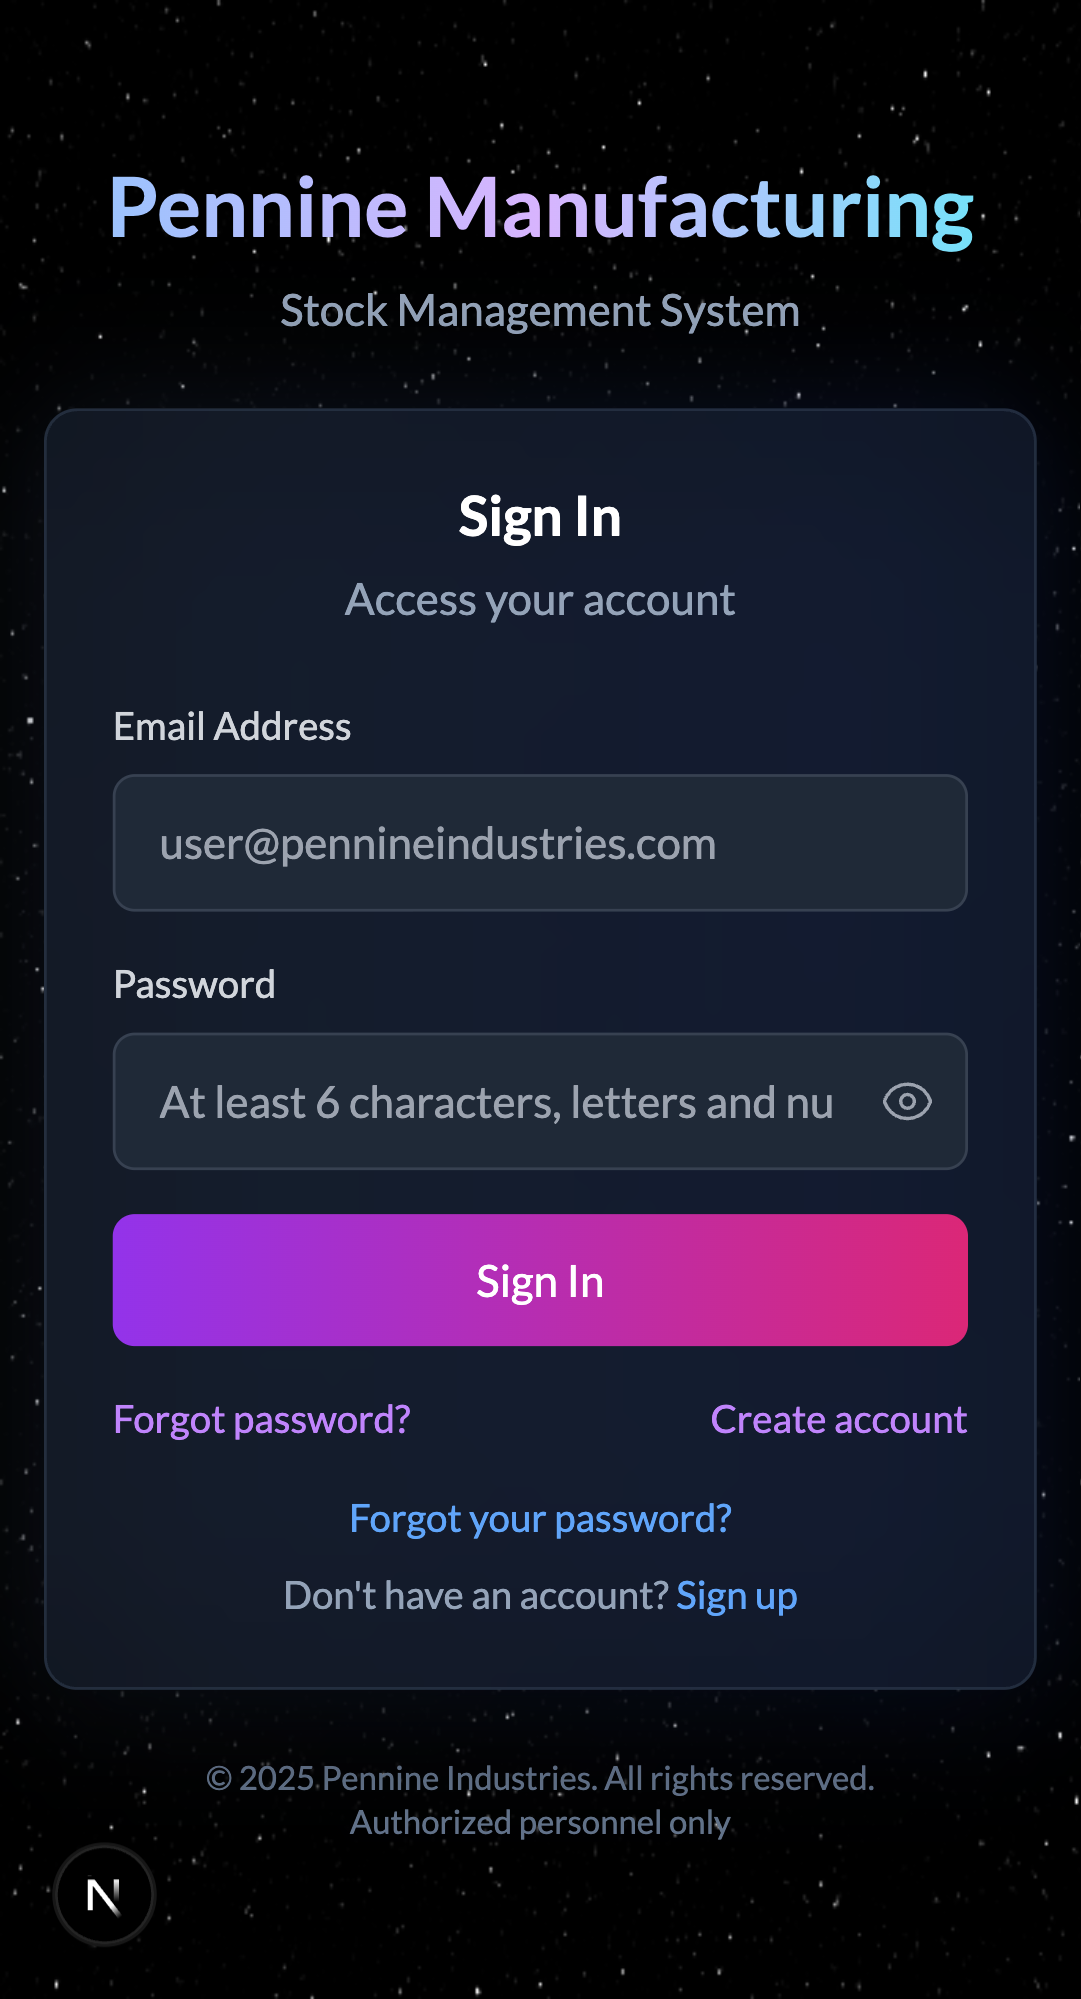 Pennine Manufacturing
Stock Management System
Sign In
Access your account
Email Address
user@pennineindustries.com
Password
At least 6 characters, letters and nu
Sign In
Forgot password? Create account
Forgot your password?
Don't have an account? Sign up
© 2025 Pennine Industries. All rights reserved.
Authorized personnel only
N